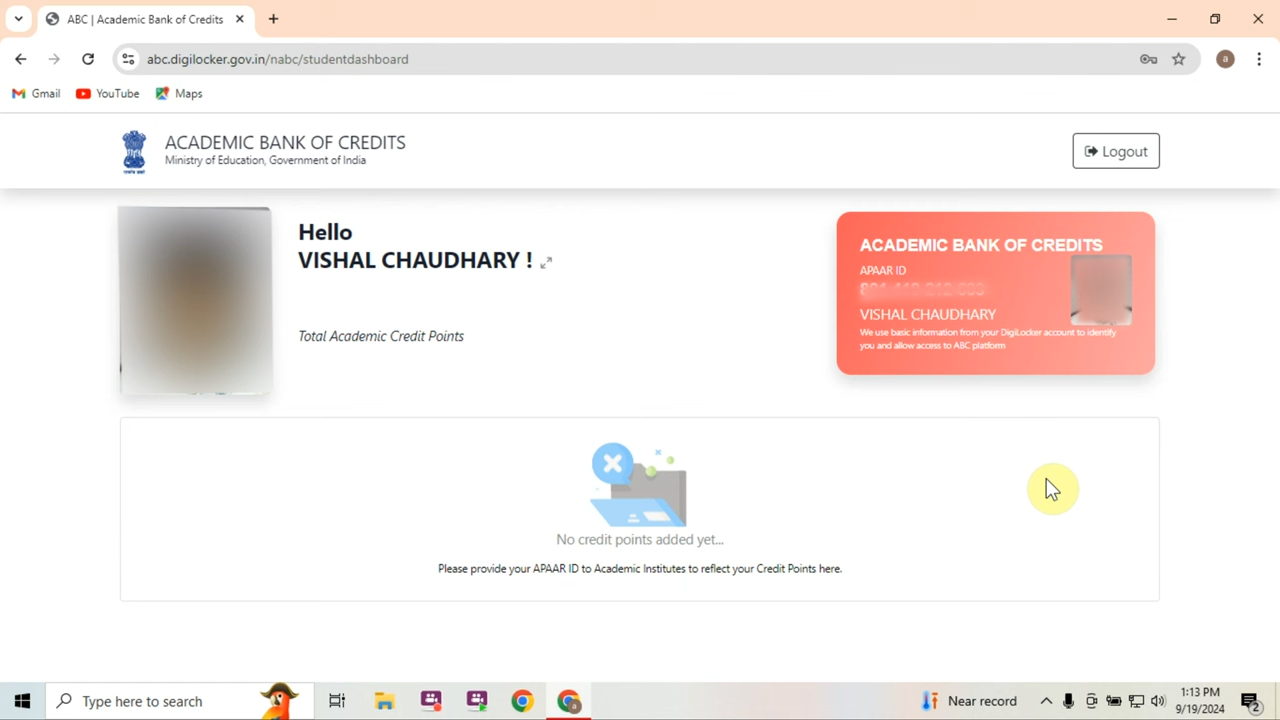 ABC | Academic Bank of Credits
abc.digilocker.gov.in/nabc/studentdashboard
a
Gmail
YouTube
Maps
ACADEMIC BANK OF CREDITS
Ministry of Education, Government of India
Logout
Hello
VISHAL CHAUDHARY !
Total Academic Credit Points
ACADEMIC BANK OF CREDITS
APAAR ID
VISHAL CHAUDHARY
We use basic information from your DigiLocker account to identify
you and allow access to ABC platform
No credit points added yet...
Please provide your APAAR ID to Academic Institutes to reflect your Credit Points here.
Type here to search
Near record
1:13 PM
9/19/2024
2